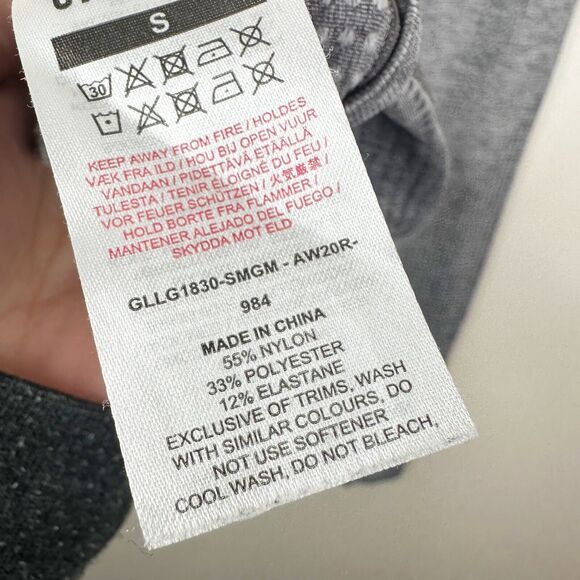 S
30
KEEP AWAY FROM FIRE / HOLDES
VÆK FRA ILD / HOU BIJ OPEN VUUR
VANDAAN / PIDETÄVÄ ETÄÄLLÄ
TULESTA / TENIR ÉLOIGNÉ DU FEU /
VOR FEUER SCHÜTZEN / 火気厳禁 /
HOLD BORTE FRA FLAMMER /
MANTENER ALEJADO DEL FUEGO /
SKYDDA MOT ELD
GLLG1830-SMGM - AW20R-
984
MADE IN CHINA
55% NYLON
33% POLYESTER
12% ELASTANE
EXCLUSIVE OF TRIMS, WASH
WITH SIMILAR COLOURS, DO
NOT USE SOFTENER
COOL WASH, DO NOT BLEACH,